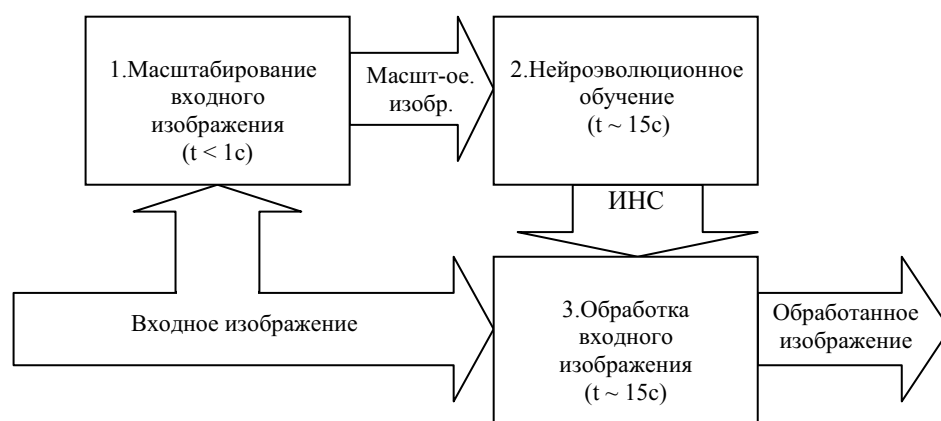 1.Масштабирование
входного
изображения
(t < 1с)
Масшт-ое.
изобр.
2.Нейроэволюционное
обучение
(t ~ 15с)
ИНС
Входное изображение
3.Обработка
входного
изображения
(t ~ 15с)
Обработанное
изображение